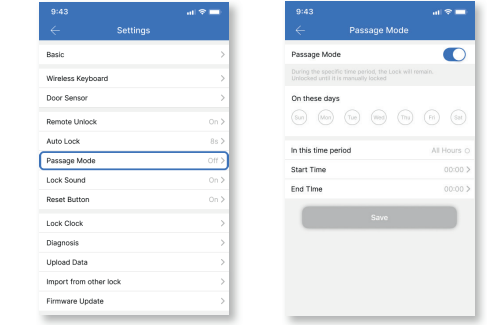 9:43
Settings
Basic
Wireless Keyboard
Door Sensor
Remote Unlock On
Auto Lock 8s
Passage Mode Off
Lock Sound On
Reset Button On
Lock Clock
Diagnosis
Upload Data
Import from other lock
Firmware Update
9:43
Passage Mode
Passage Mode
During the specific time period, the Lock will remain.
Unlocked until it is manually locked
On these days
Sun Mon Tue Wed Thu Fri Sat
In this time period All Hours
Start Time 00:00
End TIme 00:00
Save